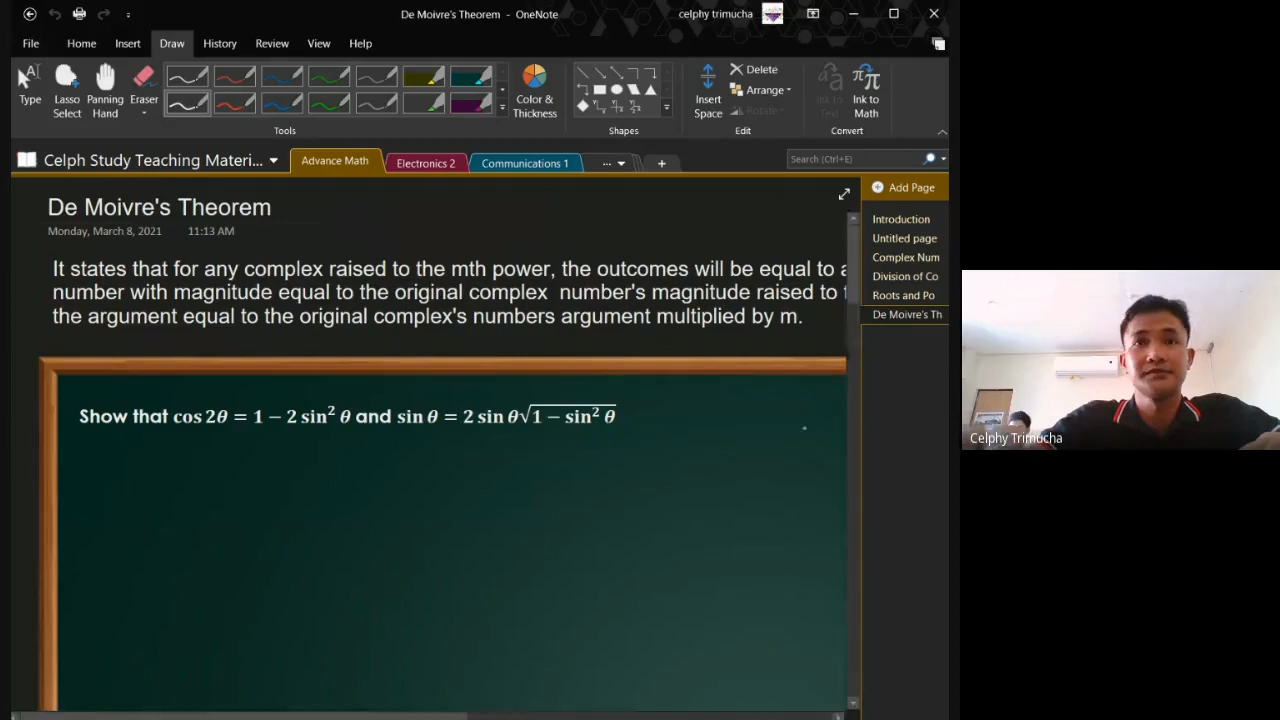 De Moivre's Theorem - OneNote
celphy trimucha
File Home Insert Draw History Review View Help
Type
Lasso Select
Panning Hand
Eraser
Color & Thickness
Insert Space
Delete
Arrange
Rotate
Ink to Text
Ink to Math
Tools Shapes Edit Convert
Celph Study Teaching Materi... Advance Math Electronics 2 Communications 1 ... Search (Ctrl+E)
De Moivre's Theorem
Monday, March 8, 2021 11:13 AM
It states that for any complex raised to the mth power, the outcomes will be equal to a
number with magnitude equal to the original complex number's magnitude raised to t
the argument equal to the original complex's numbers argument multiplied by m.
Show that cos 2θ = 1 − 2 sin² θ and sin θ = 2 sin θ√1 − sin² θ
Add Page
Introduction
Untitled page
Complex Num
Division of Co
Roots and Po
De Moivre's Th
Celphy Trimucha